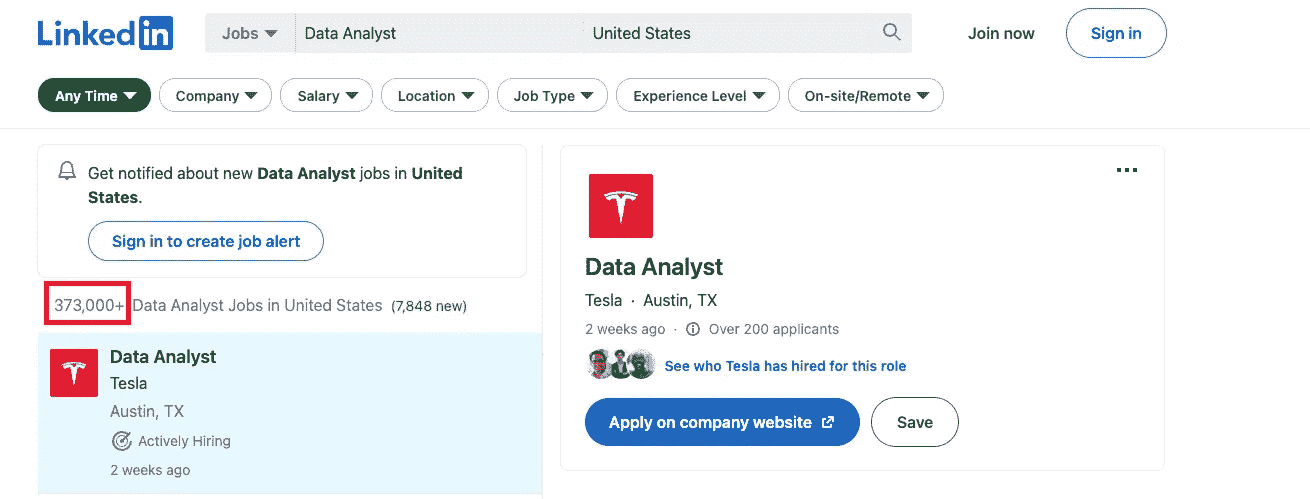 LinkedIn
Jobs
Data Analyst
United States
Join now
Sign in
Any Time
Company
Salary
Location
Job Type
Experience Level
On-site/Remote
Get notified about new Data Analyst jobs in United
States.
Sign in to create job alert
373,000+ Data Analyst Jobs in United States (7,848 new)
Data Analyst
Tesla
Austin, TX
Actively Hiring
2 weeks ago
Data Analyst
Tesla · Austin, TX
2 weeks ago · Over 200 applicants
See who Tesla has hired for this role
Apply on company website
Save